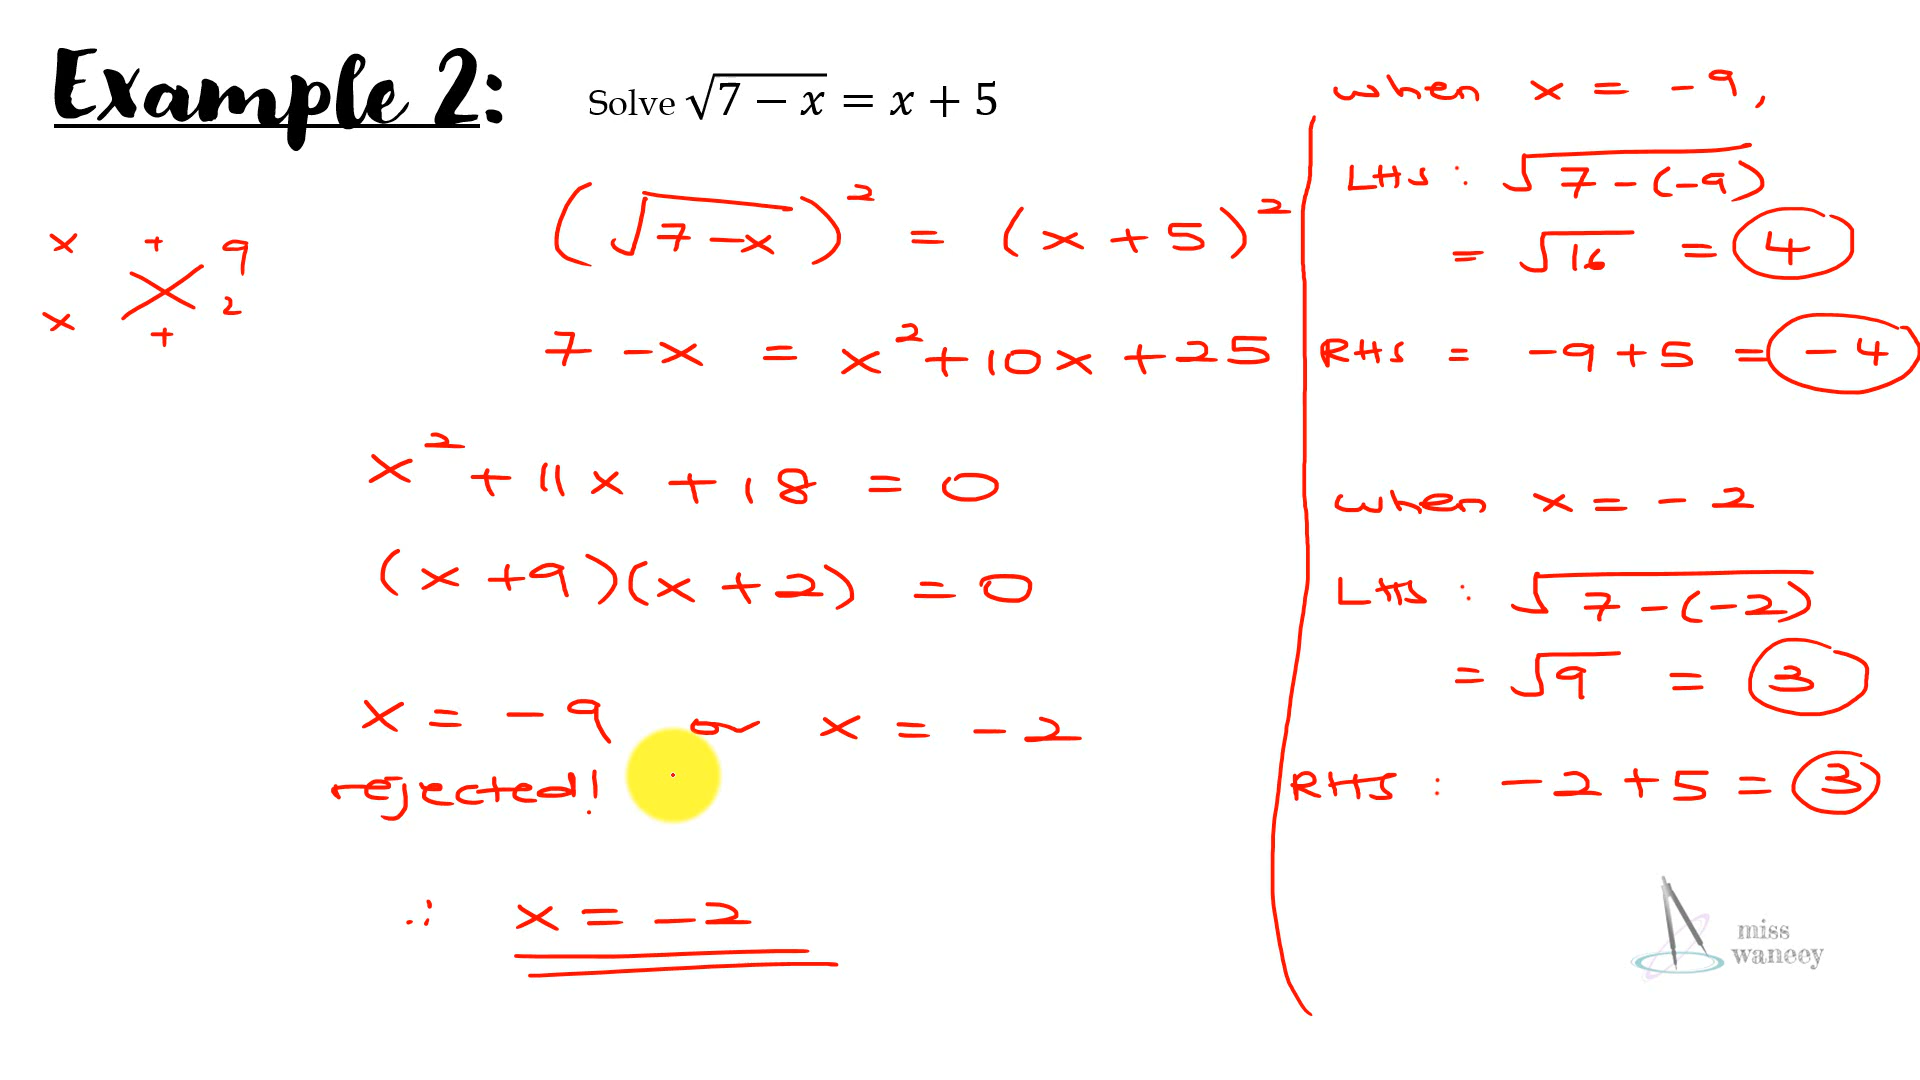 Example 2:
Solve √(7 − x) = x + 5
(√(7 − x))² = (x + 5)²
x + 9
x + 2
7 − x = x² + 10x + 25
x² + 11x + 18 = 0
(x + 9)(x + 2) = 0
x = −9 or x = −2
rejected!
∴ x = −2
when x = −9,
LHS : √(7 − (−9))
= √16 = 4
RHS = −9 + 5 = −4
when x = −2
LHS : √(7 − (−2))
= √9 = 3
RHS : −2 + 5 = 3
miss
waneey